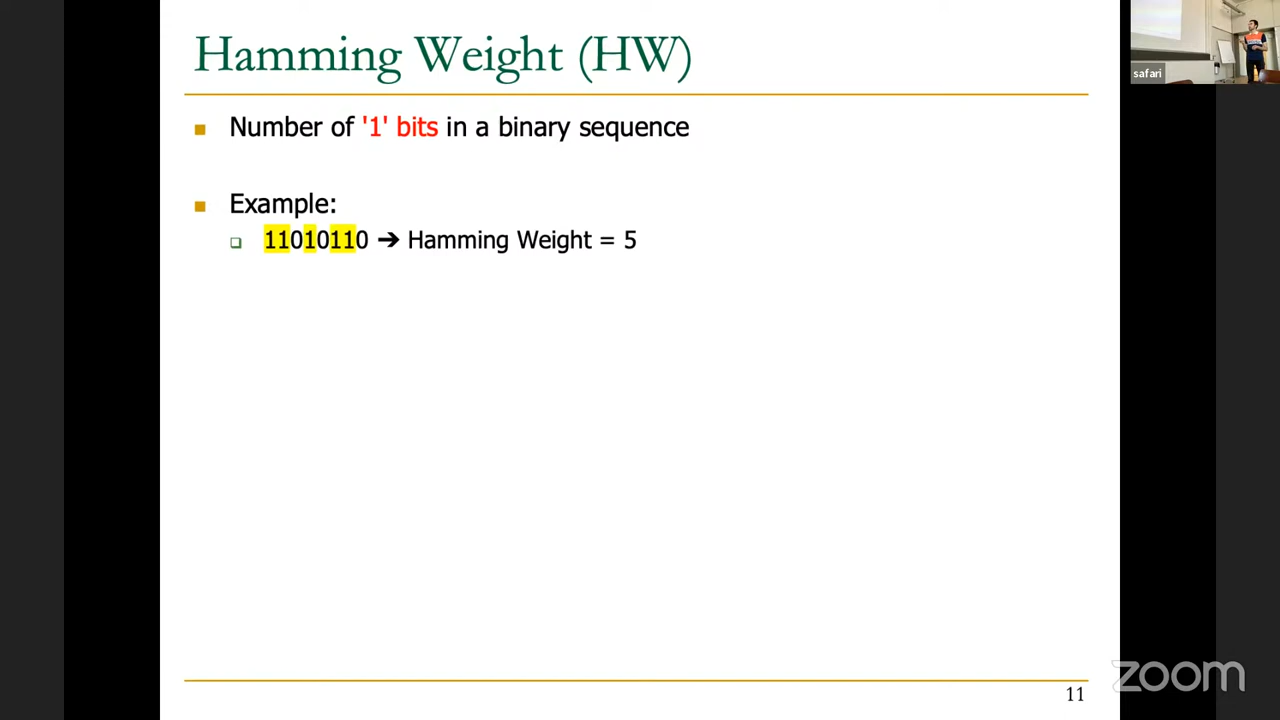 Hamming Weight (HW)
safari
Number of '1' bits in a binary sequence
Example:
11010110 ➔ Hamming Weight = 5
zoom
11